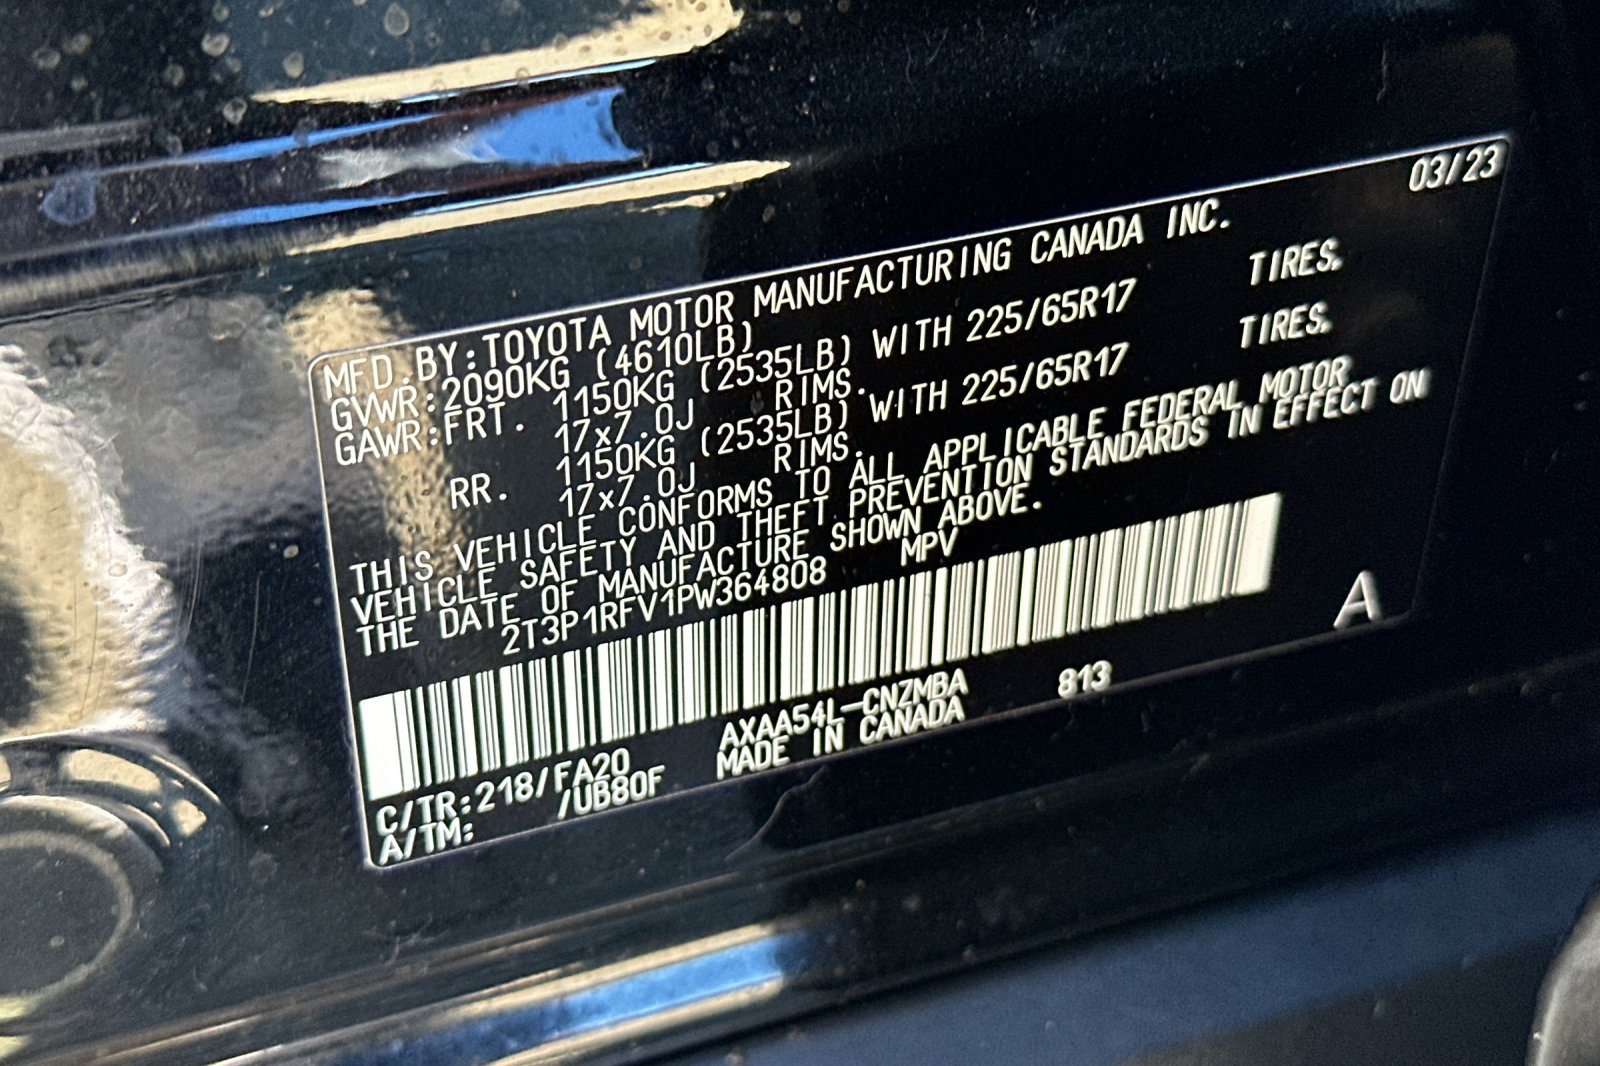 03/23
MFD.BY:TOYOTA MOTOR MANUFACTURING CANADA INC.
GVWR:2090KG (4610LB)
GAWR:FRT. 1150KG (2535LB) WITH 225/65R17 TIRES,
17x7.0J RIMS.
RR. 1150KG (2535LB) WITH 225/65R17 TIRES,
17x7.0J RIMS.
THIS VEHICLE CONFORMS TO ALL APPLICABLE FEDERAL MOTOR
VEHICLE SAFETY AND THEFT PREVENTION STANDARDS IN EFFECT ON
THE DATE OF MANUFACTURE SHOWN ABOVE.
2T3P1RFV1PW364808 MPV
A
C/TR:218/FA20 AXAA54L-CNZMBA 813
A/TM: /UB80F MADE IN CANADA